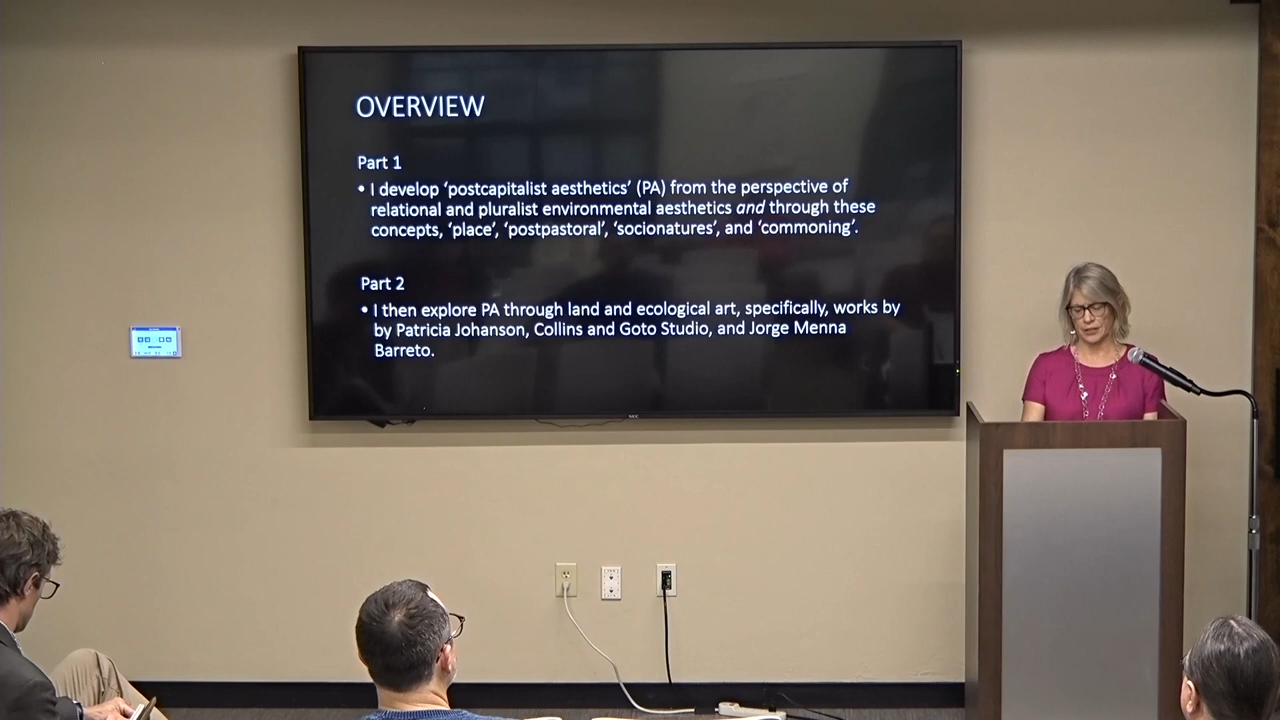 OVERVIEW
Part 1
• I develop ‘postcapitalist aesthetics’ (PA) from the perspective of
relational and pluralist environmental aesthetics and through these
concepts, ‘place’, ‘postpastoral’, ‘socionatures’, and ‘commoning’.
Part 2
• I then explore PA through land and ecological art, specifically, works by
by Patricia Johanson, Collins and Goto Studio, and Jorge Menna
Barreto.
NEC